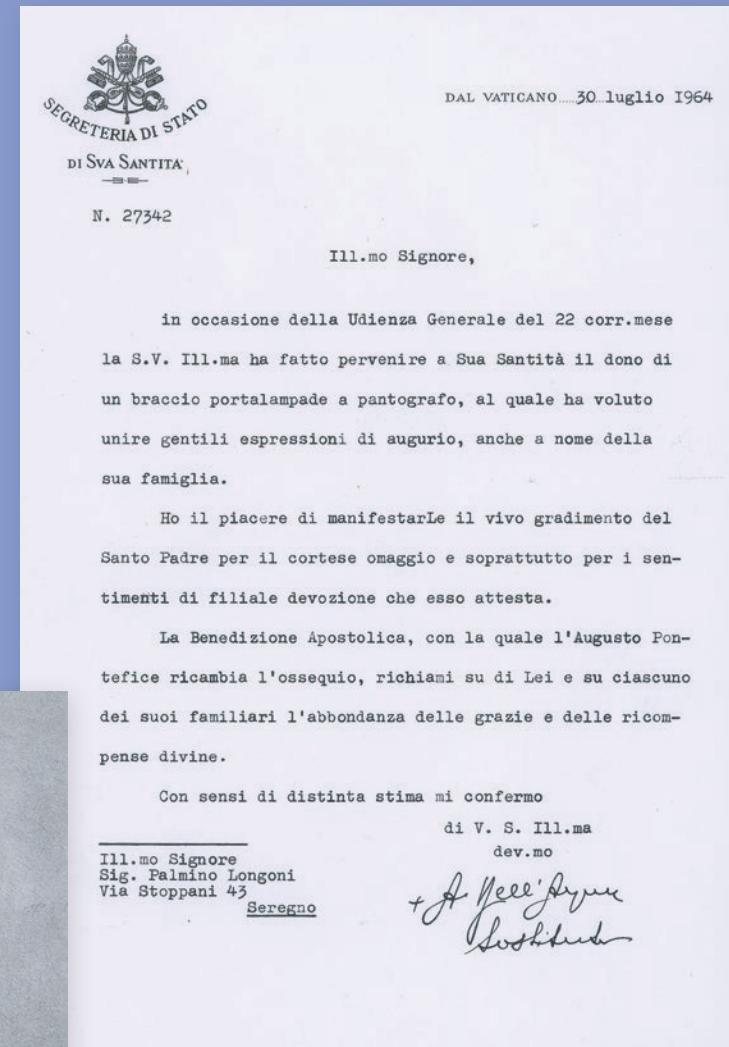 SEGRETERIA DI STATO
DI SVA SANTITA'
DAL VATICANO 30 luglio I964
N. 27342
Ill.mo Signore,
in occasione della Udienza Generale del 22 corr.mese
la S.V. Ill.ma ha fatto pervenire a Sua Santità il dono di
un braccio portalampade a pantografo, al quale ha voluto
unire gentili espressioni di augurio, anche a nome della
sua famiglia.
Ho il piacere di manifestarLe il vivo gradimento del
Santo Padre per il cortese omaggio e soprattutto per i sen-
timenti di filiale devozione che esso attesta.
La Benedizione Apostolica, con la quale l'Augusto Pon-
tefice ricambia l'ossequio, richiami su di Lei e su ciascuno
dei suoi familiari l'abbondanza delle grazie e delle ricom-
pense divine.
Con sensi di distinta stima mi confermo
di V. S. Ill.ma
dev.mo
+ A Dell'Acqua
Sostituto
Ill.mo Signore
Sig. Palmino Longoni
Via Stoppani 43
Seregno